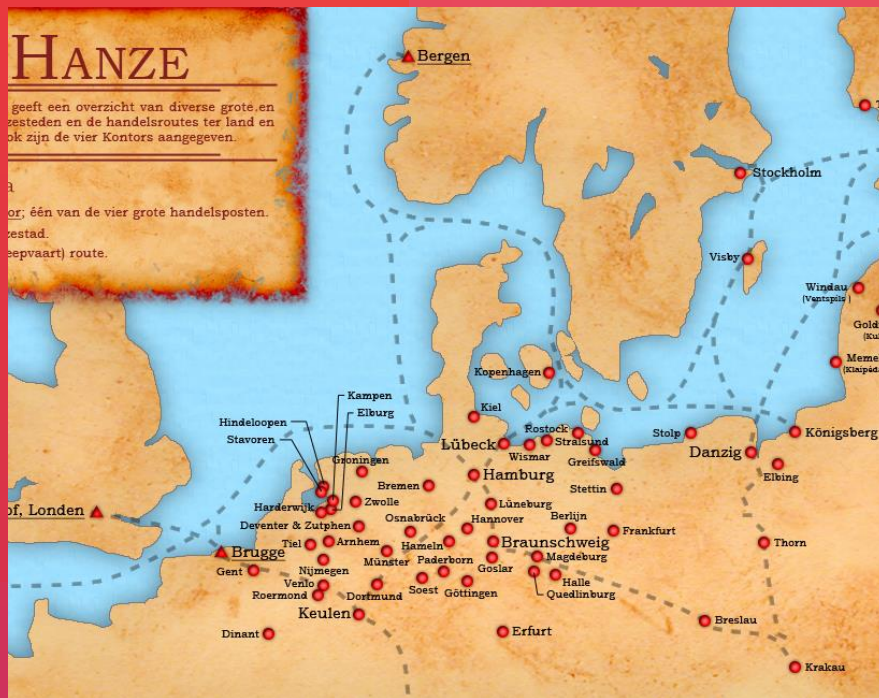 HANZE
geeft een overzicht van diverse grote en
zesteden en de handelsroutes ter land en
ok zijn de vier Kontors aangegeven.
a
or; één van de vier grote handelsposten.
zestad.
eepvaart) route.
Bergen
Stockholm
Visby
Windau
(Ventspils)
Gold
(Kul
Meme
(Klaipėda
Kopenhagen
Kampen
Elburg
Hindeloopen
Stavoren
Kiel
Rostock
Lübeck
Stralsund
Wismar
Greifswald
Stolp
Königsberg
Danzig
Elbing
Groningen
Bremen
Hamburg
Stettin
Harderwijk
Zwolle
Lüneburg
of, Londen
Deventer & Zutphen
Osnabrück
Hannover
Berlijn
Frankfurt
Tiel
Arnhem
Hameln
Braunschweig
Thorn
Brugge
Münster
Paderborn
Goslar
Magdeburg
Gent
Nijmegen
Venlo
Roermond
Dortmund
Soest
Göttingen
Halle
Quedlinburg
Keulen
Breslau
Dinant
Erfurt
Krakau